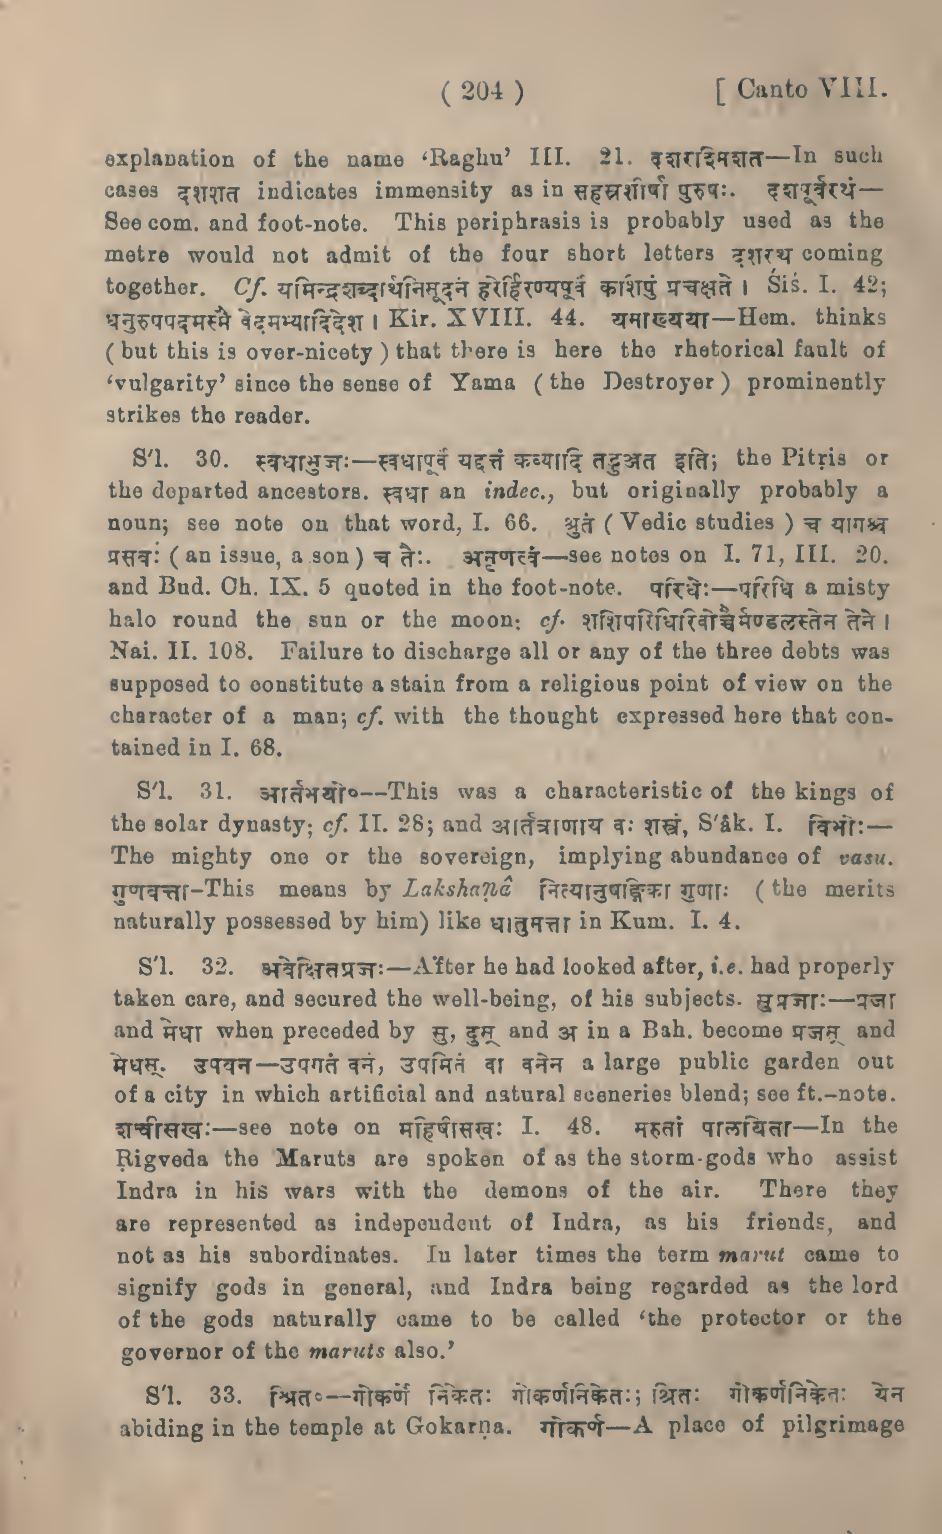 ( 204 ) [ Canto VIII.
explanation of the name ‘Raghu’ III. 21. दशरश्मिशत—In such
cases दशशत indicates immensity as in सहस्रशीर्षा पुरुषः. दशपूर्वरथं—
See com. and foot-note. This periphrasis is probably used as the
metre would not admit of the four short letters दशरथ coming
together. Cf. यमिन्द्रशब्दार्थनिसूदनं हरेर्हिरण्यपूर्वं कशिपुं प्रचक्षते । Śiś. I. 42;
धनुरुपपदमस्मै वेदमभ्यादिदेश । Kir. XVIII. 44. यमाख्यया—Hem. thinks
( but this is over-nicety ) that there is here the rhetorical fault of
‘vulgarity’ since the sense of Yama ( the Destroyer ) prominently
strikes the reader.
S′l. 30. स्वधाभुजः—स्वधापूर्वं यद्दत्तं कव्यादि तद्भुञ्जत इति; the Pitṛis or
the departed ancestors. स्वधा an indec., but originally probably a
noun; see note on that word, I. 66. श्रुतं ( Vedic studies ) च यागश्च
प्रसवः ( an issue, a son ) च तैः. अनृणत्वं—see notes on I. 71, III. 20.
and Bud. Ch. IX. 5 quoted in the foot-note. परिधेः—परिधि a misty
halo round the sun or the moon; cf. शशिपरिधिरिवोच्चैर्मण्डलस्तेन तेने ।
Nai. II. 108. Failure to discharge all or any of the three debts was
supposed to constitute a stain from a religious point of view on the
character of a man; cf. with the thought expressed here that con-
tained in I. 68.
S′l. 31. आर्तभयो०--This was a characteristic of the kings of
the solar dynasty; cf. II. 28; and आर्तत्राणाय वः शस्त्रं, S′âk. I. विभोः—
The mighty one or the sovereign, implying abundance of vasu.
गुणवत्ता-This means by Lakshaṇâ नित्यानुषङ्गिका गुणाः ( the merits
naturally possessed by him) like धातुमत्ता in Kum. I. 4.
S′l. 32. अवेक्षितप्रजः—After he had looked after, i.e. had properly
taken care, and secured the well-being, of his subjects. सुप्रजाः—प्रजा
and मेधा when preceded by सु, दुस् and अ in a Bah. become प्रजस् and
मेधस्. उपवन—उपगतं वनं, उपमितं वा वनेन a large public garden out
of a city in which artificial and natural sceneries blend; see ft.-note.
शचीसखः—see note on महिषीसखः I. 48. मरुतां पालयिता—In the
Ṛigveda the Maruts are spoken of as the storm-gods who assist
Indra in his wars with the demons of the air. There they
are represented as independent of Indra, as his friends, and
not as his subordinates. In later times the term marut came to
signify gods in general, and Indra being regarded as the lord
of the gods naturally came to be called ‘the protector or the
governor of the maruts also.’
S′l. 33. श्रित०--गोकर्णं निकेतः गोकर्णनिकेतः; श्रितः गोकर्णनिकेतः येन
abiding in the temple at Gokarṇa. गोकर्ण—A place of pilgrimage